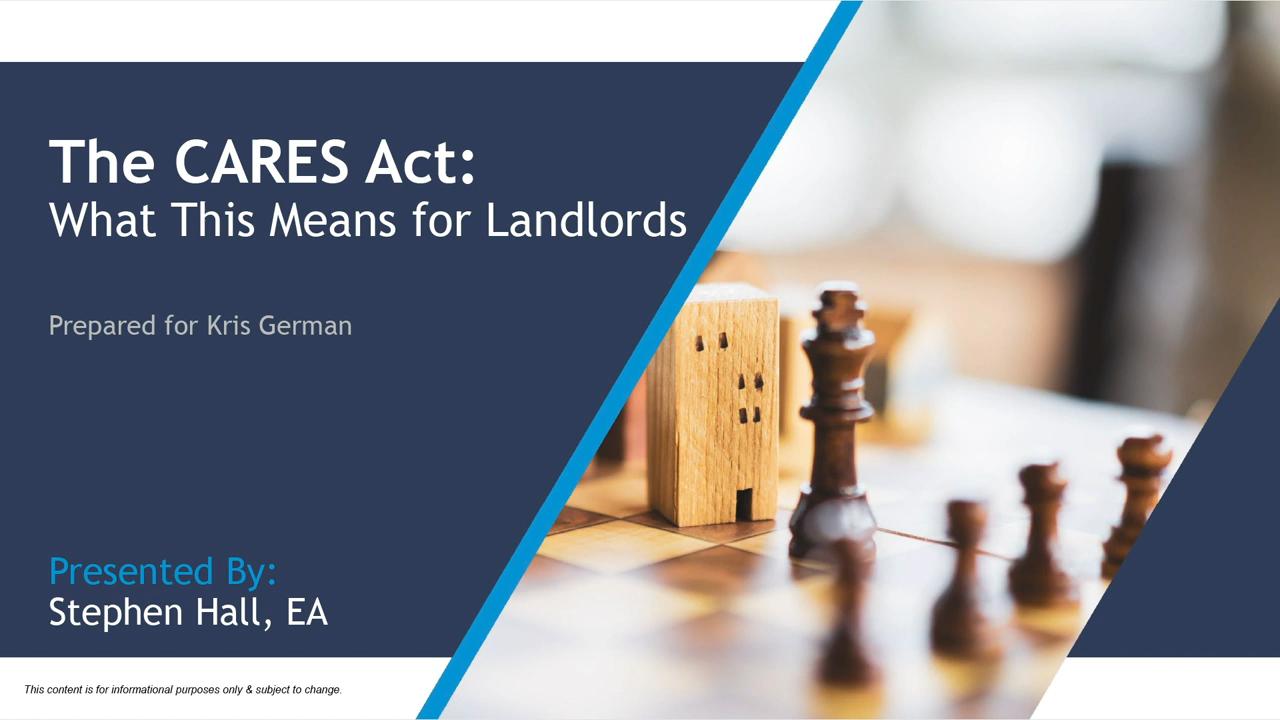 The CARES Act:
What This Means for Landlords
Prepared for Kris German
Presented By:
Stephen Hall, EA
This content is for informational purposes only & subject to change.